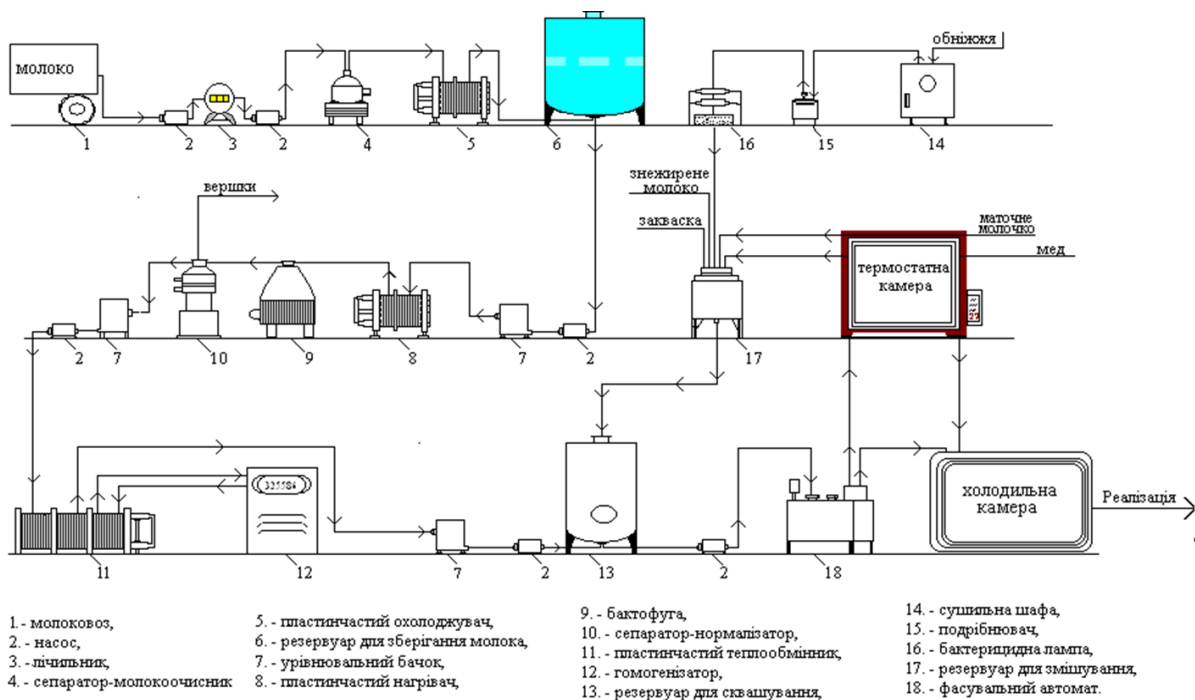 молоко
обніжжя
1
2
3
2
4
5
6
16
15
14
знежирене
молоко
закваска
маточне
молочко
мед
термостатна
камера
вершки
2
7
10
9
8
7
2
17
325586
холодильна
камера
Реалізація
11
12
7
2
13
2
18
1.- молоковоз,
2. - насос,
3. - лічильник,
4. - сепаратор-молокоочисник
5. - пластинчастий охолоджувач,
6. - резервуар для зберігання молока,
7. - урівнювальний бачок,
8. - пластинчастий нагрівач,
9. - бактофуга,
10. - сепаратор-нормалізатор,
11. - пластинчастий теплообмінник,
12. - гомогенізатор,
13. - резервуар для сквашування,
14. - сушильна шафа,
15. - подрібнювач,
16. - бактерицидна лампа,
17. - резервуар для змішування,
18. - фасувальний автомат.